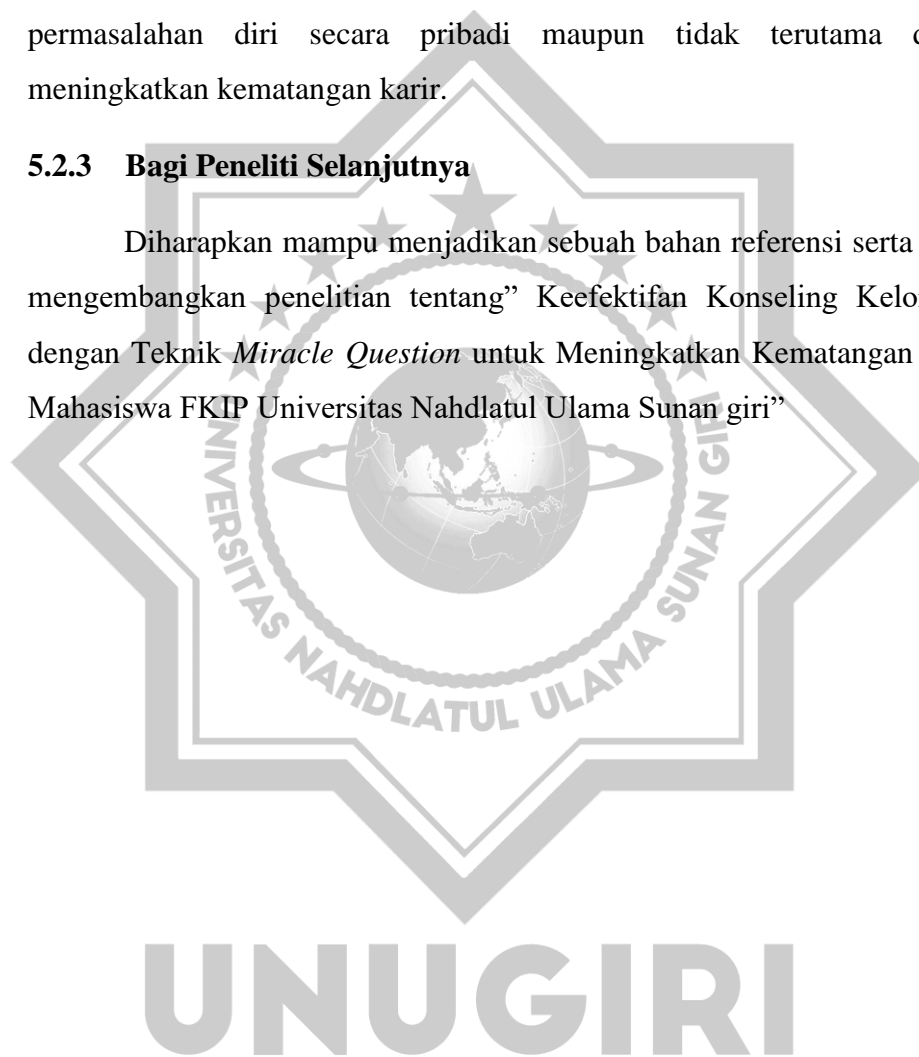 permasalahan diri secara pribadi maupun tidak terutama
meningkatkan kematangan karir.
5.2.3 Bagi Peneliti Selanjutnya
Diharapkan mampu menjadikan sebuah bahan referensi serta
mengembangkan penelitian tentang” Keefektifan Konseling
dengan Teknik Miracle Question untuk Meningkatkan Kematangan
Mahasiswa FKIP Universitas Nahdlatul Ulama Sunan giri”
UNIVERSITAS NAHDLATUL ULAMA SUNAN GIRI
UNUGIRI